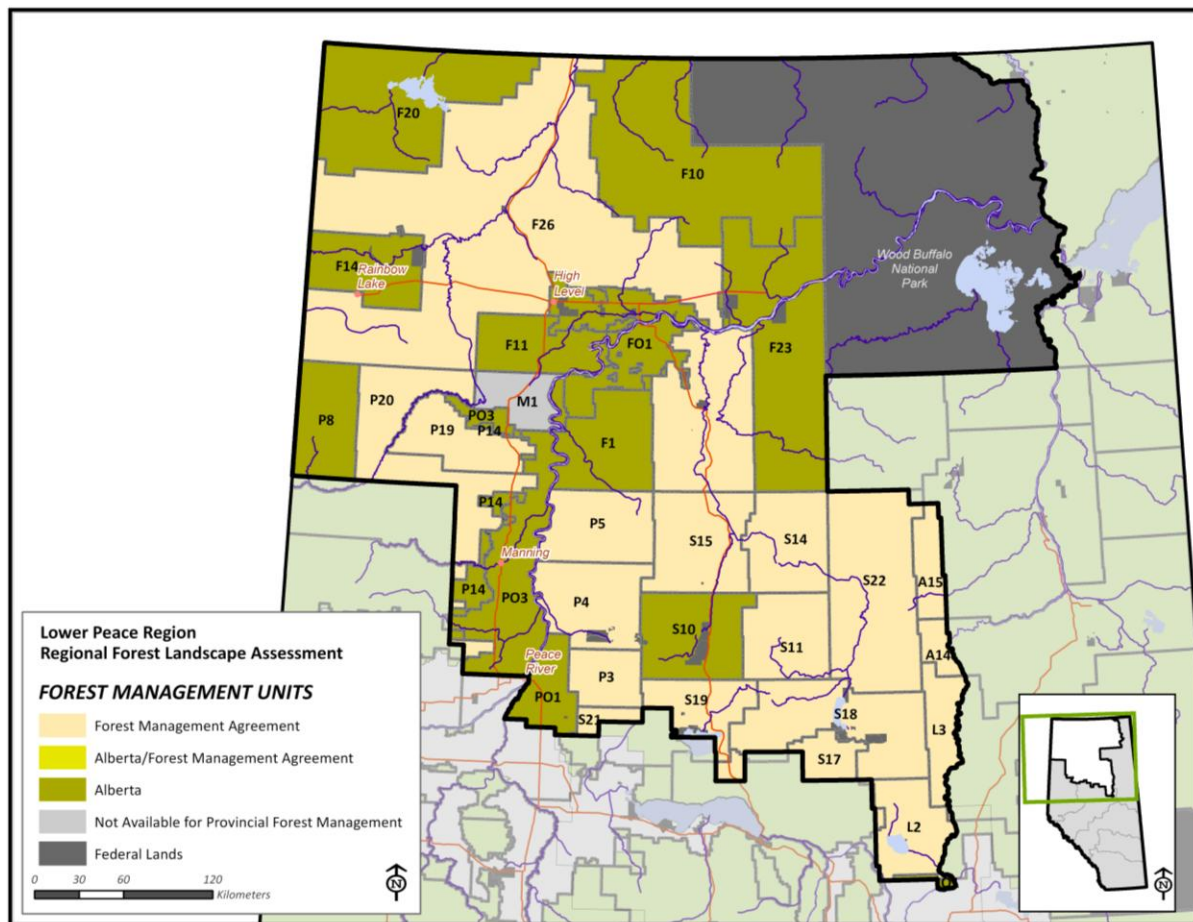 F20
F10
F26
Wood Buffalo
National
Park
F14
Rainbow
Lake
High
Level
F11
FO1
F23
P8
P20
PO3
M1
P19
P14
F1
P14
P5
S15
S14
Manning
S22
A15
P14
PO3
P4
S10
S11
A14
Peace
River
P3
PO1
S19
S21
S18
L3
S17
L2
Lower Peace Region
Regional Forest Landscape Assessment
FOREST MANAGEMENT UNITS
Forest Management Agreement
Alberta/Forest Management Agreement
Alberta
Not Available for Provincial Forest Management
Federal Lands
0 30 60 120
Kilometers
N
N